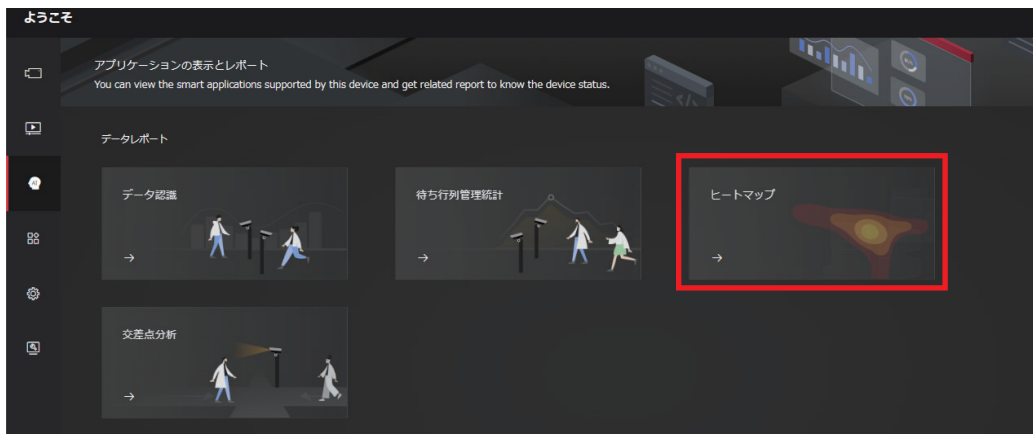 ようこそ
アプリケーションの表示とレポート
You can view the smart applications supported by this device and get related report to know the device status.
データレポート
データ認識
待ち行列管理統計
ヒートマップ
交差点分析